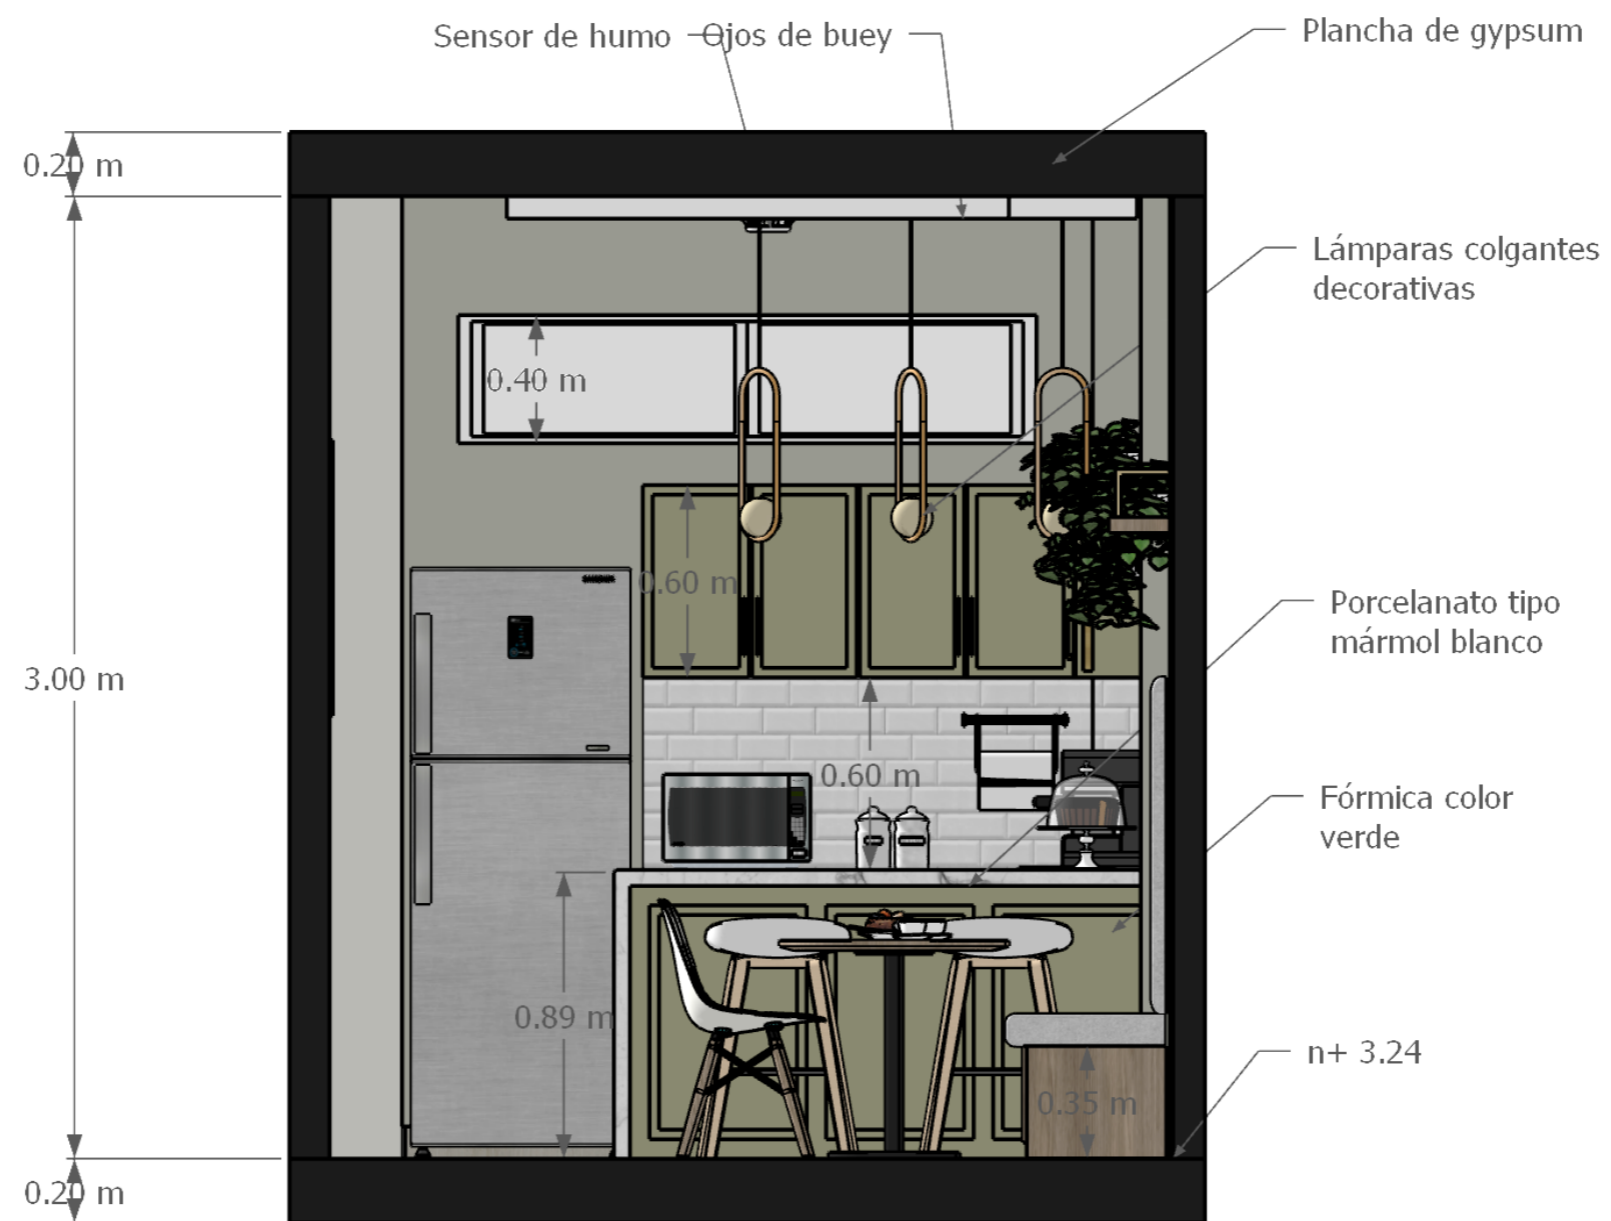 Sensor de humo
Ojos de buey
Plancha de gypsum
0.20 m
Lámparas colgantes
decorativas
0.40 m
0.60 m
Porcelanato tipo
mármol blanco
3.00 m
0.60 m
Fórmica color
verde
0.89 m
n+ 3.24
0.35 m
0.20 m